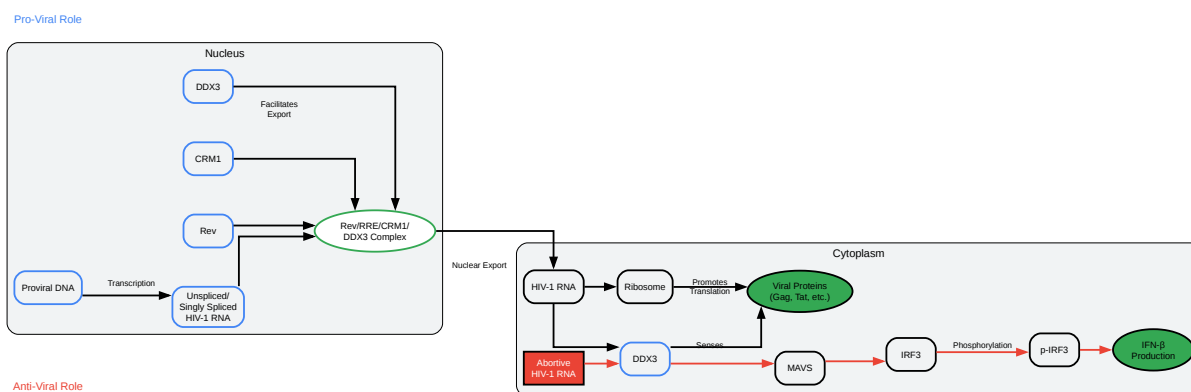 Pro-Viral Role
Nucleus
DDX3
Facilitates
Export
CRM1
Rev
Rev/RRE/CRM1/
DDX3 Complex
Proviral DNA
Transcription
Unspliced/
Singly Spliced
HIV-1 RNA
Nuclear Export
Cytoplasm
HIV-1 RNA
Ribosome
Promotes
Translation
Viral Proteins
(Gag, Tat, etc.)
Abortive
HIV-1 RNA
DDX3
Senses
MAVS
IRF3
Phosphorylation
p-IRF3
IFN-β
Production
Anti-Viral Role